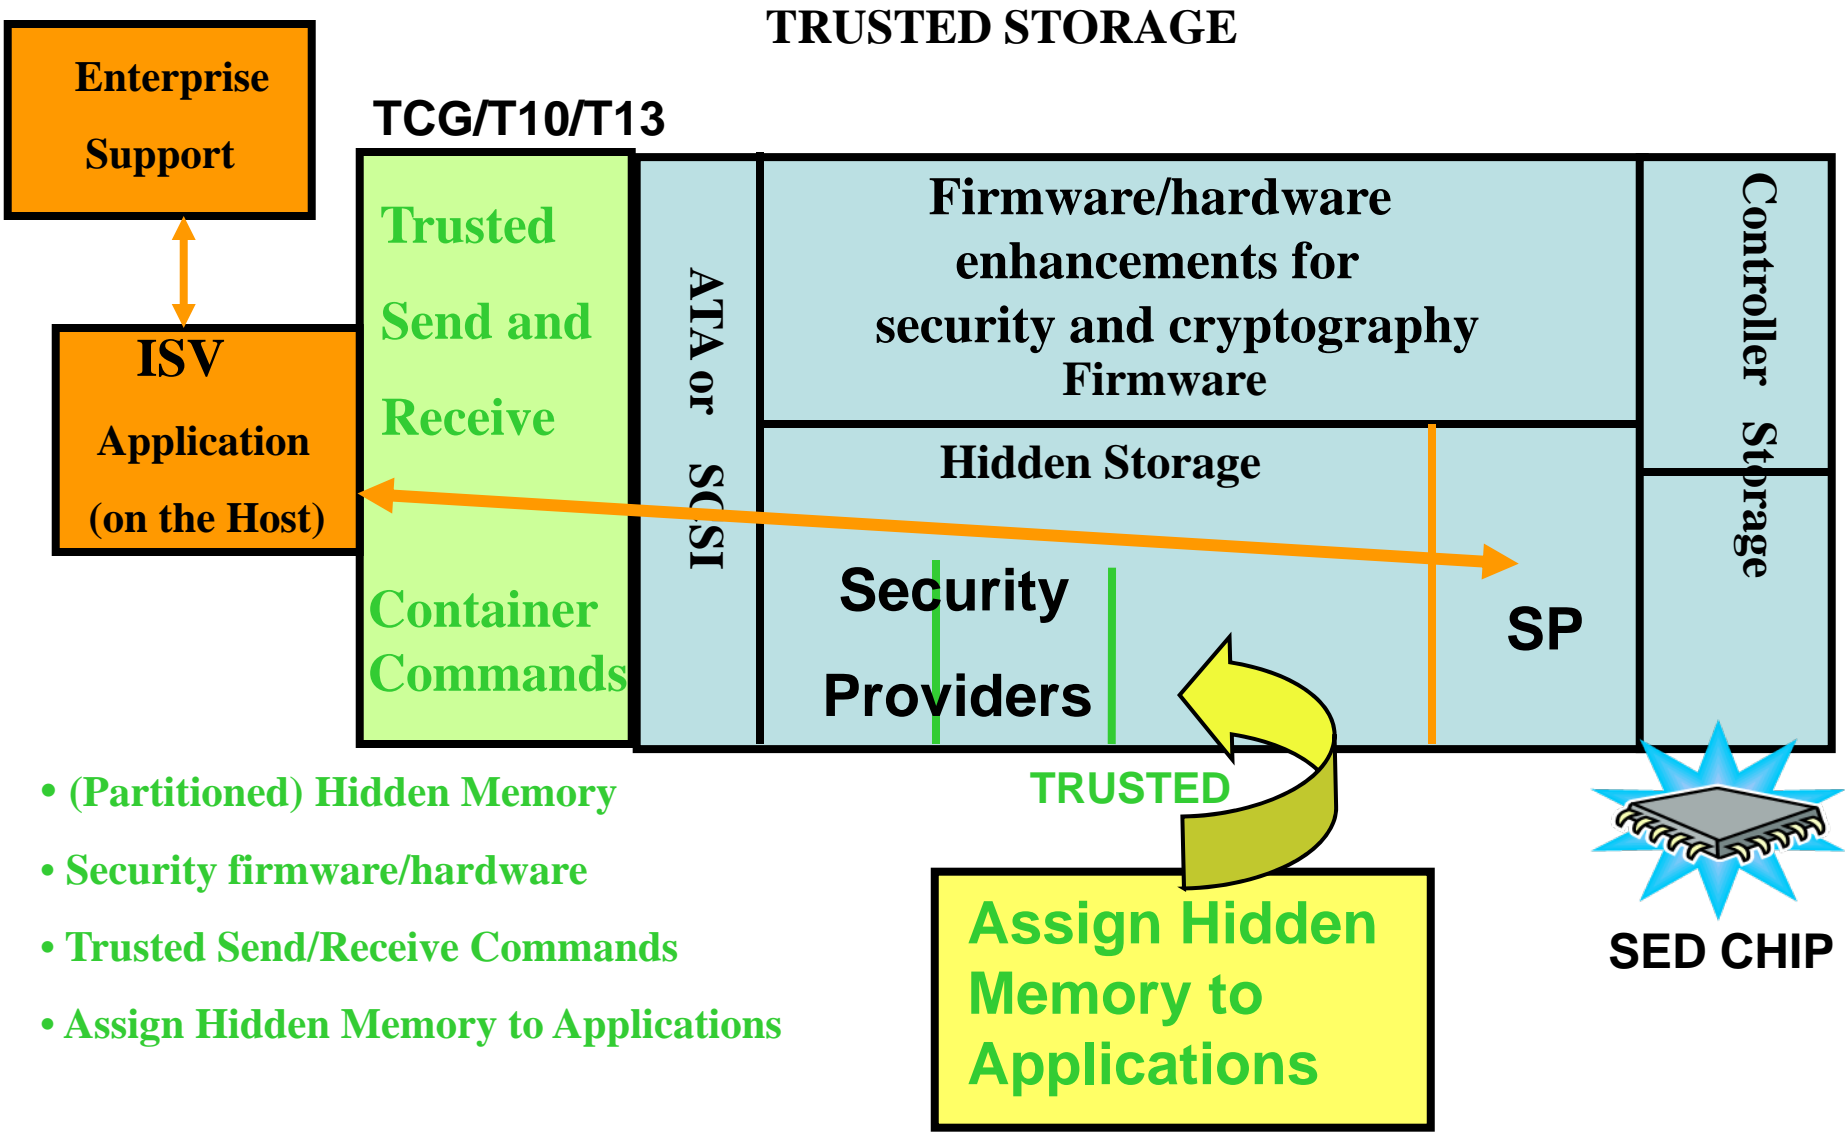 TRUSTED STORAGE
Enterprise
Support
TCG/T10/T13
ISV
Application
(on the Host)
Trusted
Send and
Receive
Container
Commands
ATA or SCSI
Firmware/hardware
enhancements for
security and cryptography
Firmware
Hidden Storage
Security
Providers
SP
Controller Storage
TRUSTED
• (Partitioned) Hidden Memory
• Security firmware/hardware
• Trusted Send/Receive Commands
• Assign Hidden Memory to Applications
Assign Hidden
Memory to
Applications
SED CHIP